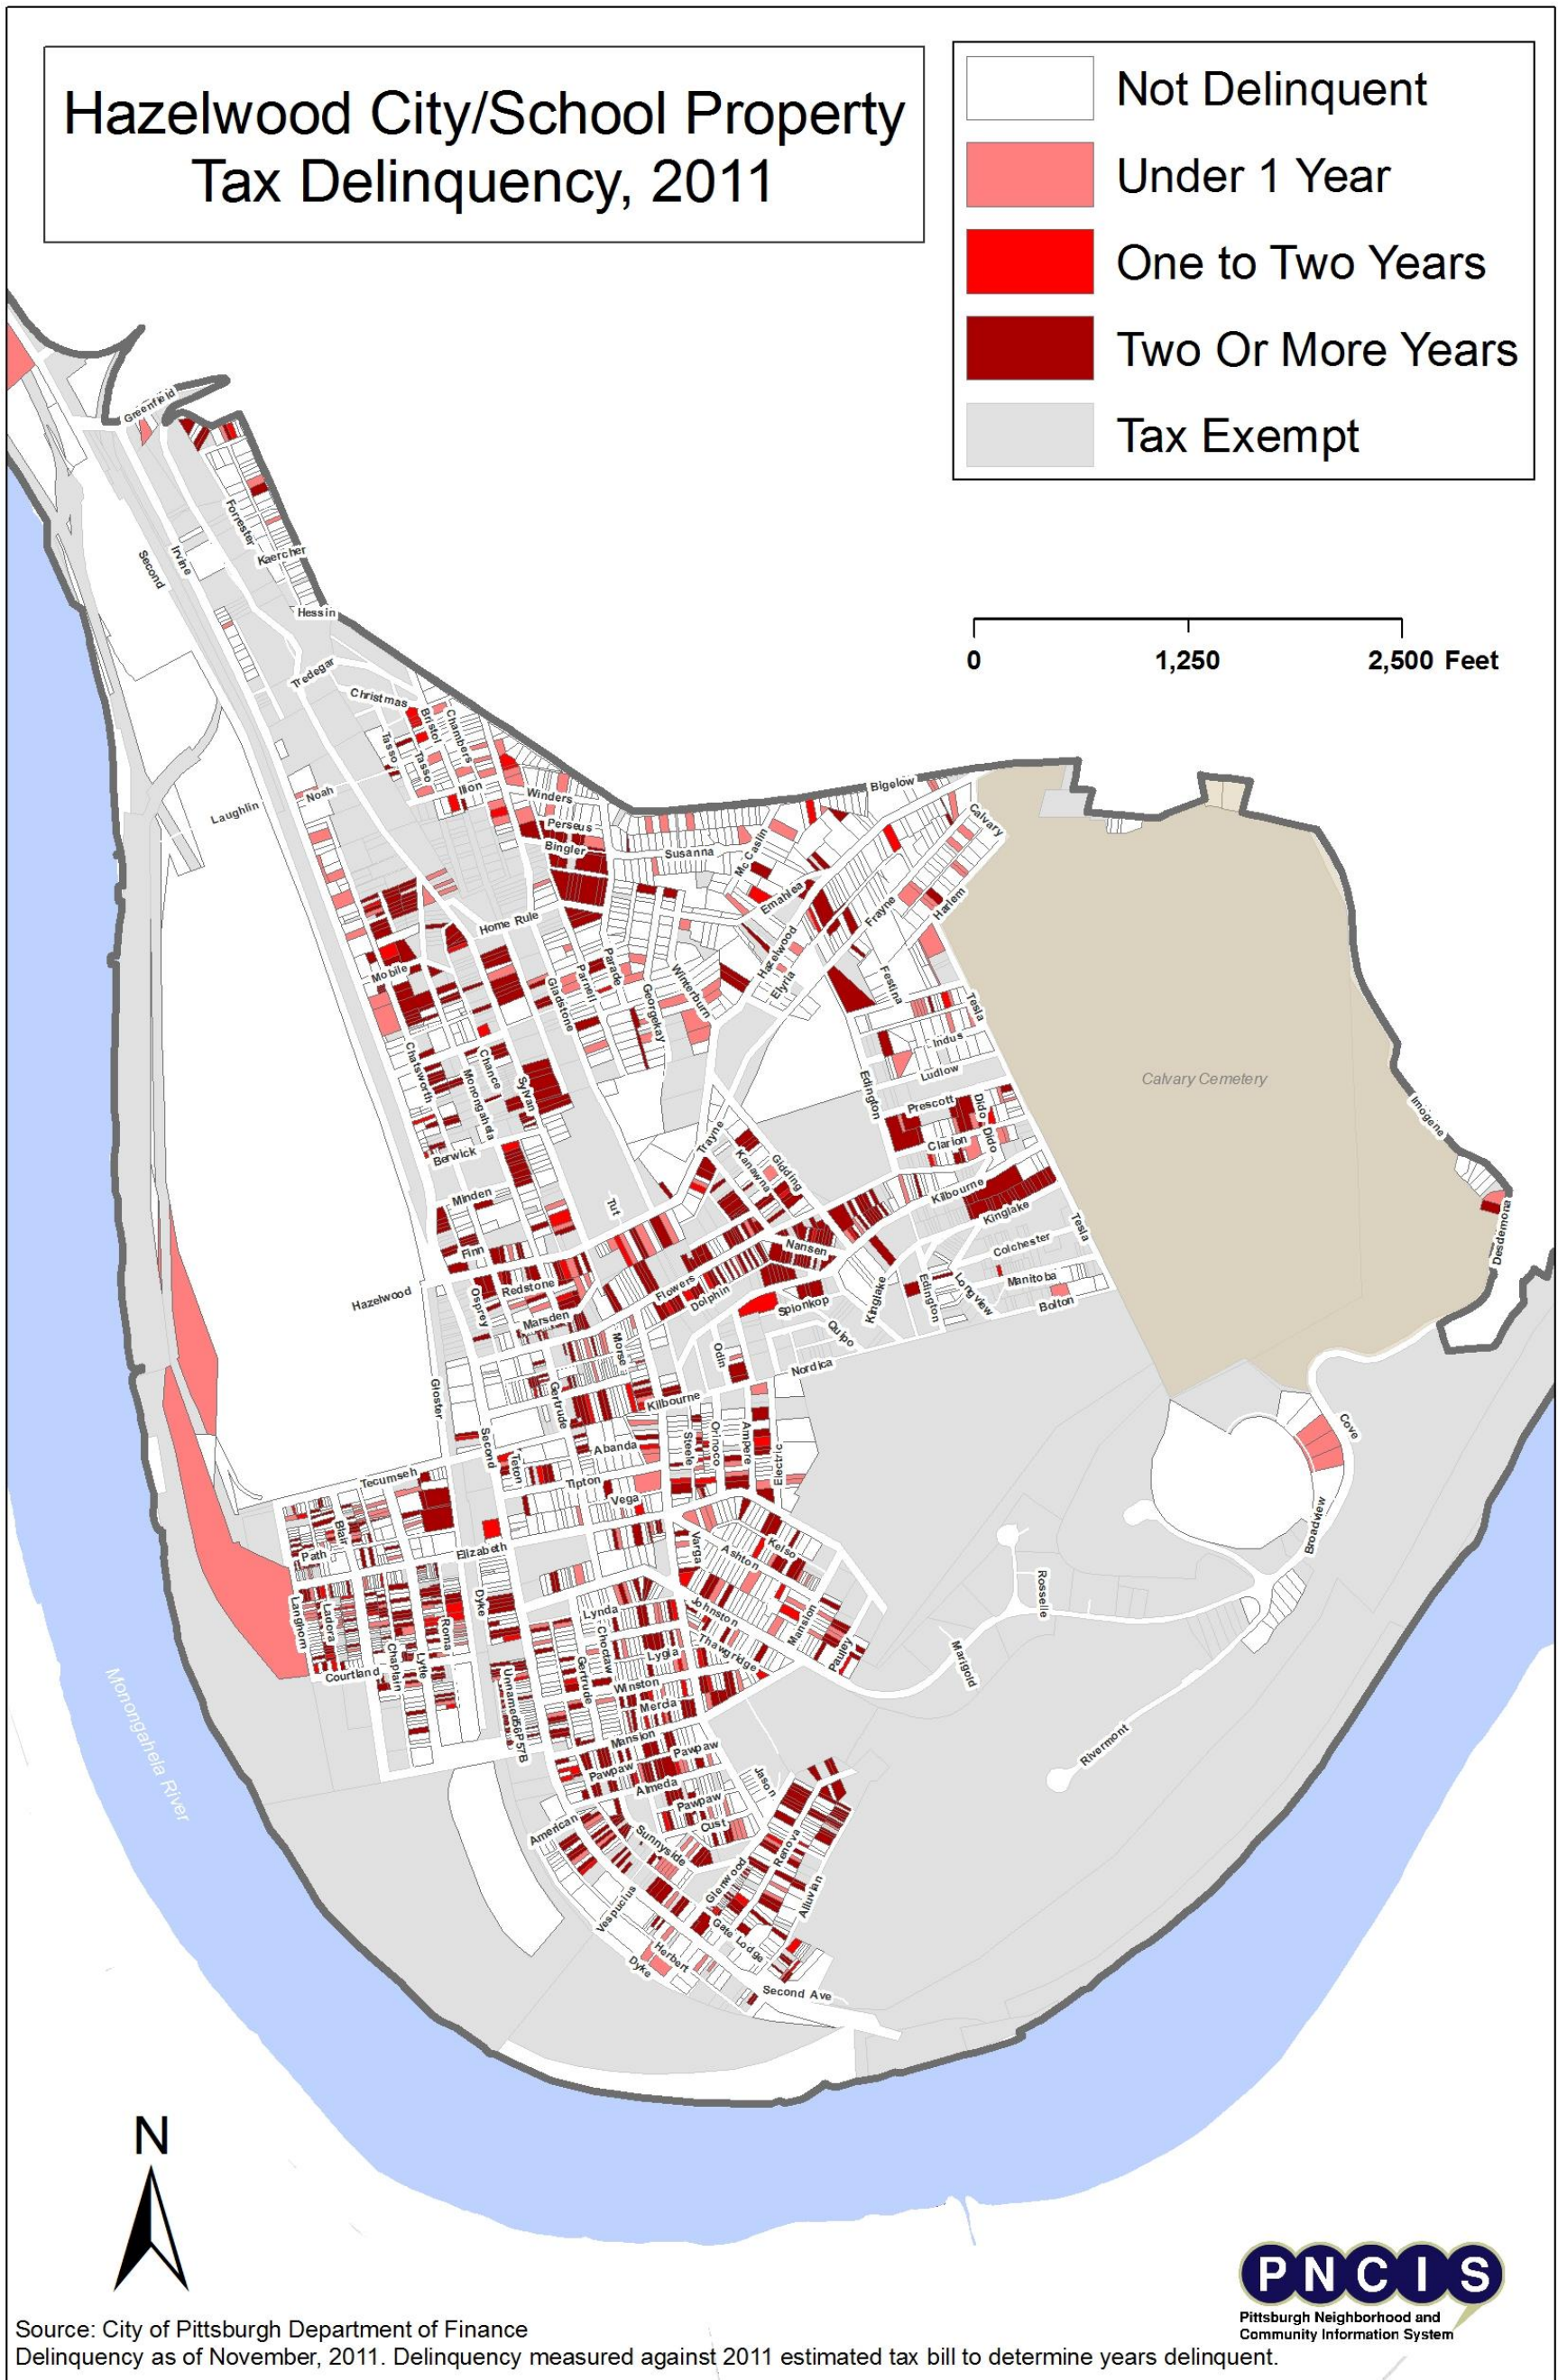 Hazelwood City/School Property
Tax Delinquency, 2011
Not Delinquent
Under 1 Year
One to Two Years
Two Or More Years
Tax Exempt
0
1,250
2,500 Feet
Greenfield
Forrester
Kaercher
Second
Irvine
Hessin
Tredegar
Christmas
Bristol
Chambers
Tasso
Tasso
Ilion
Noah
Laughlin
Winders
Perseus
Bingler
Susanna
Mc Caslin
Bigelow
Calvary
Emahlea
Frayne
Harlem
Home Rule
Mobile
Gladstone
Parnell
Parade
Georgekay
Winterburn
Hazelwood
Elyria
Festina
Tesla
Indus
Ludlow
Edington
Prescott
Dido
Dido
Clarion
Calvary Cemetery
Imogene
Desdemona
Chatsworth
Monongahela
Chance
Sylvan
Berwick
Minden
Finn
Tut
Trayne
Kanawna
Gidding
Kilbourne
Kinglake
Tesla
Colchester
Manitoba
Bolton
Longview
Edington
Kinglake
Nansen
Flowers
Dolphin
Spionkop
Quipo
Nordica
Odin
Hazelwood
Osprey
Redstone
Marsden
Morse
Gloster
Gertrude
Kilbourne
Second
Teton
Abanda
Steele
Orinoco
Ampere
Electric
Tipton
Vega
Tecumseh
Blair
Path
Elizabeth
Varga
Ashton
Kelso
Cove
Broadview
Rosselle
Marigold
Rivermont
Langhorn
Ladora
Chaplain
Lytle
Roma
Dyke
Courtland
Lynda
Choctaw
Johnston
Thawgridge
Mansion
Pauley
Lygia
Gertrude
Winston
Merda
Unnamed56P57B
Mansion
Pawpaw
Pawpaw
Almeda
Pawpaw
Jason
Cust
American
Sunnyside
Renova
Glenwood
Alluvian
Vespucius
Gate Lodge
Herbert
Dyke
Second Ave
Monongahela River
N
PNCIS
Pittsburgh Neighborhood and
Community Information System
Source: City of Pittsburgh Department of Finance
Delinquency as of November, 2011. Delinquency measured against 2011 estimated tax bill to determine years delinquent.